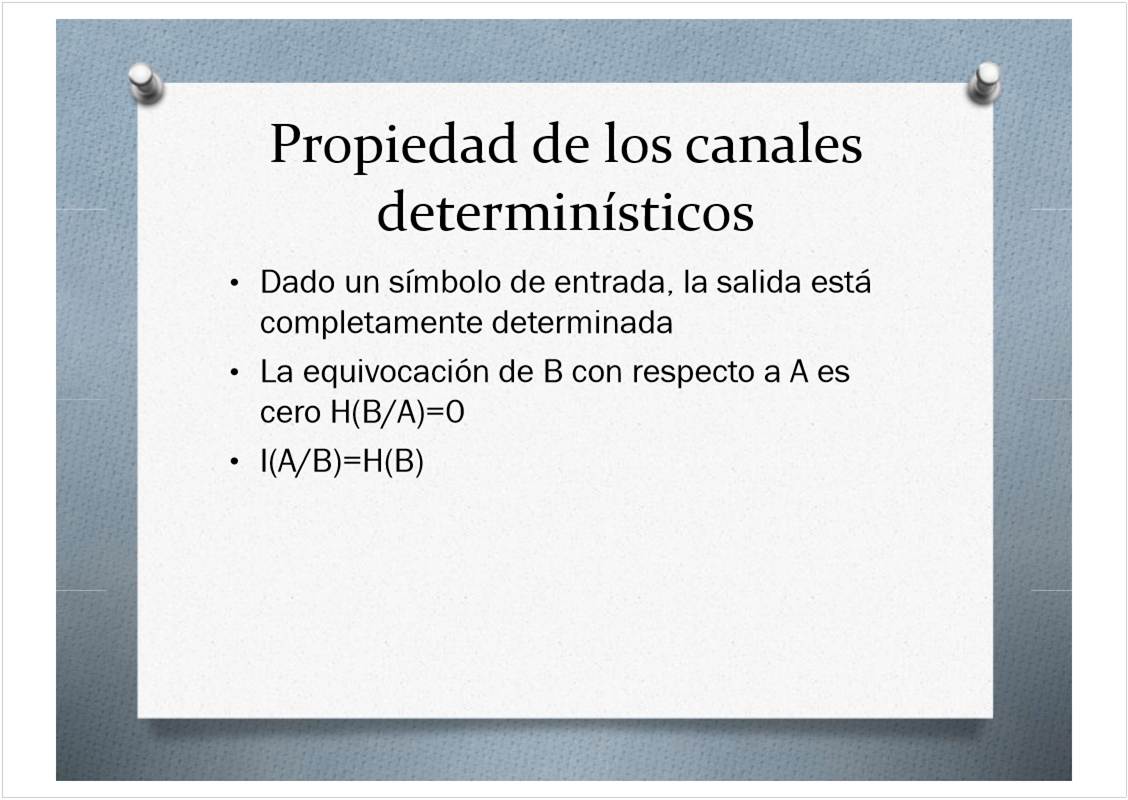 Propiedad de los canales
determinísticos
• Dado un símbolo de entrada, la salida está
completamente determinada
• La equivocación de B con respecto a A es
cero H(B/A)=0
• I(A/B)=H(B)